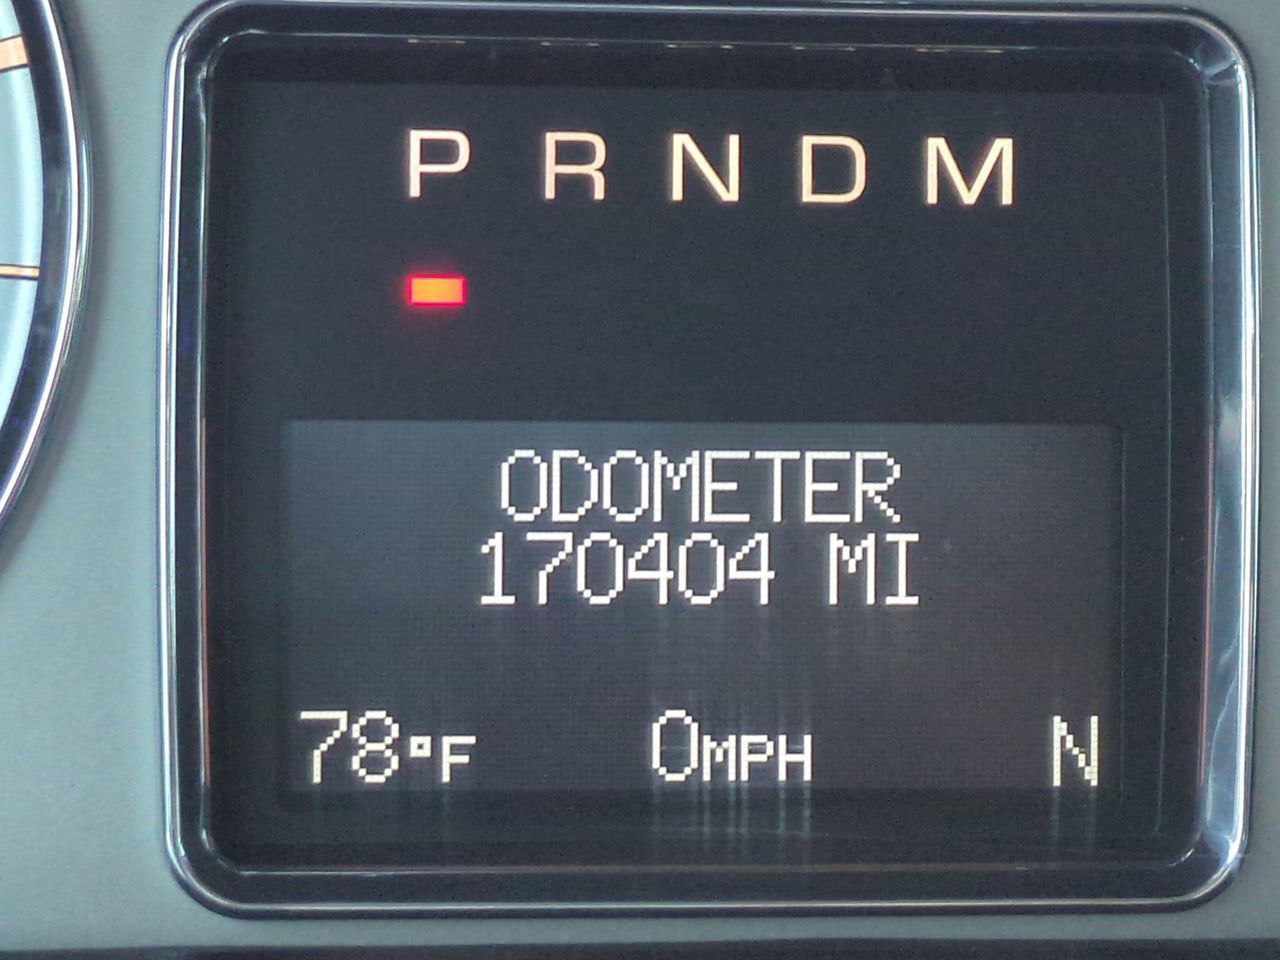 P R N D M
ODOMETER
170404 MI
78°F 0MPH N